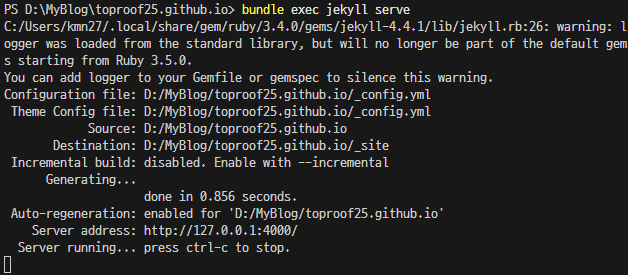 PS D:\MyBlog\toproof25.github.io> bundle exec jekyll serve
C:/Users/kmn27/.local/share/gem/ruby/3.4.0/gems/jekyll-4.4.1/lib/jekyll.rb:26: warning: l
ogger was loaded from the standard library, but will no longer be part of the default gem
s starting from Ruby 3.5.0.
You can add logger to your Gemfile or gemspec to silence this warning.
Configuration file: D:/MyBlog/toproof25.github.io/_config.yml
Theme Config file: D:/MyBlog/toproof25.github.io/_config.yml
Source: D:/MyBlog/toproof25.github.io
Destination: D:/MyBlog/toproof25.github.io/_site
Incremental build: disabled. Enable with --incremental
Generating...
done in 0.856 seconds.
Auto-regeneration: enabled for 'D:/MyBlog/toproof25.github.io'
Server address: http://127.0.0.1:4000/
Server running... press ctrl-c to stop.